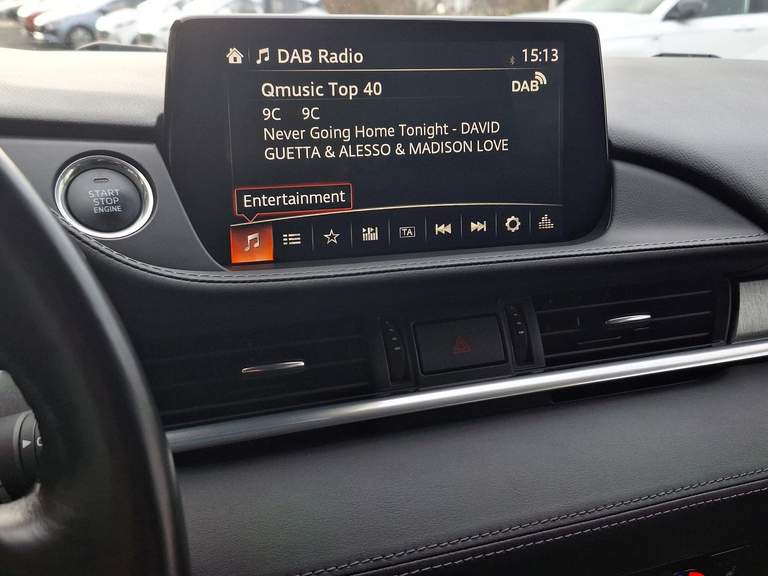 DAB Radio 15:13
Qmusic Top 40 DAB
9C 9C
Never Going Home Tonight - DAVID
GUETTA & ALESSO & MADISON LOVE
Entertainment
TA
START
STOP
ENGINE